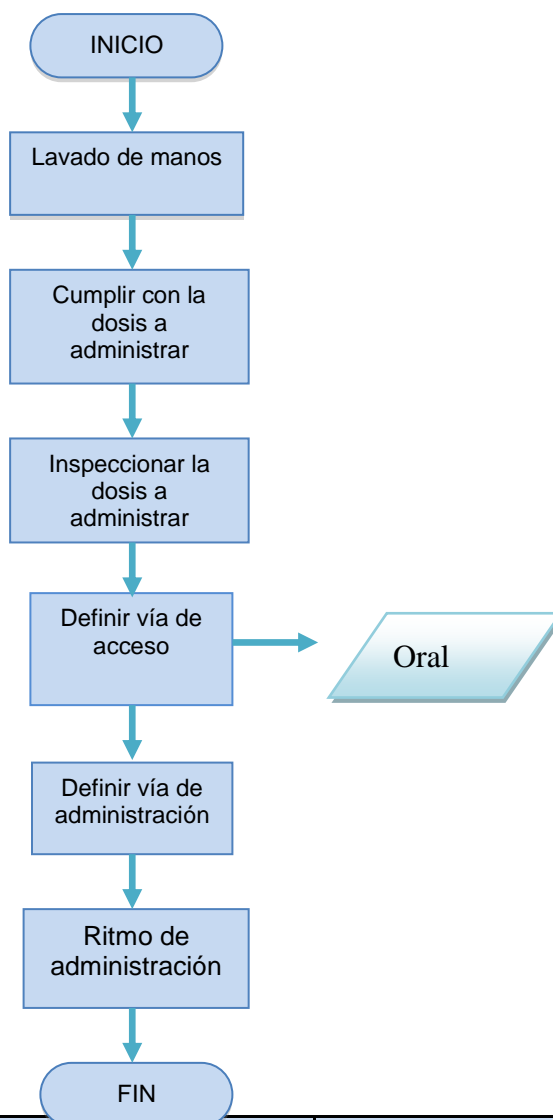 INICIO
Lavado de manos
Cumplir con la
dosis a
administrar
Inspeccionar la
dosis a
administrar
Definir vía de
acceso
Oral
Definir vía de
administración
Ritmo de
administración
FIN